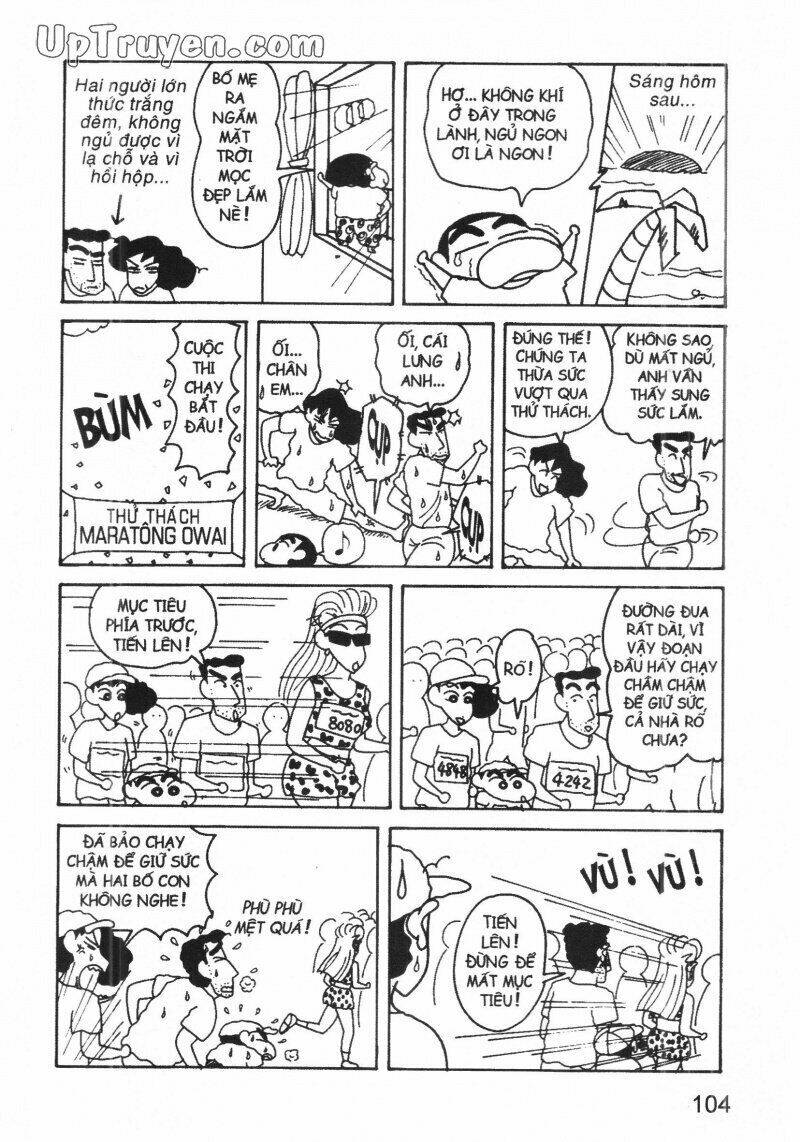 UpTruyen.com
Sáng hôm
sau...
HƠ... KHÔNG KHÍ
Ở ĐÂY TRONG
LÀNH, NGỦ NGON
ƠI LÀ NGON!
BỐ MẸ
RA
NGẮM
MẶT
TRỜI
MỌC
ĐẸP LẮM
NÈ!
Hai người lớn
thức trắng
đêm, không
ngủ được vì
lạ chỗ và vì
hồi hộp...
KHÔNG SAO,
DÙ MẤT NGỦ,
ANH VẪN
THẤY SUNG
SỨC LẮM.
ĐÚNG THẾ!
CHÚNG TA
THỪA SỨC
VƯỢT QUA
THỬ THÁCH.
ỐI, CÁI
LƯNG
ANH...
CỤP
ỐI...
CHÂN
EM...
CỤP
CUỘC
THI
CHẠY
BẮT
ĐẦU!
BÙM
THỬ THÁCH
MARATÔNG OWAI
ĐƯỜNG ĐUA
RẤT DÀI, VÌ
VẬY ĐOẠN
ĐẦU HÃY CHẠY
CHẦM CHẬM
ĐỂ GIỮ SỨC,
CẢ NHÀ RÕ
CHƯA?
RÕ!
4848
4242
MỤC TIÊU
PHÍA TRƯỚC,
TIẾN LÊN!
8080
VÙ! VÙ!
TIẾN
LÊN!
ĐỪNG ĐỂ
MẤT MỤC
TIÊU!
ĐÃ BẢO CHẠY
CHẬM ĐỂ GIỮ SỨC
MÀ HAI BỐ CON
KHÔNG NGHE!
PHÙ PHÙ
MỆT QUÁ!
104